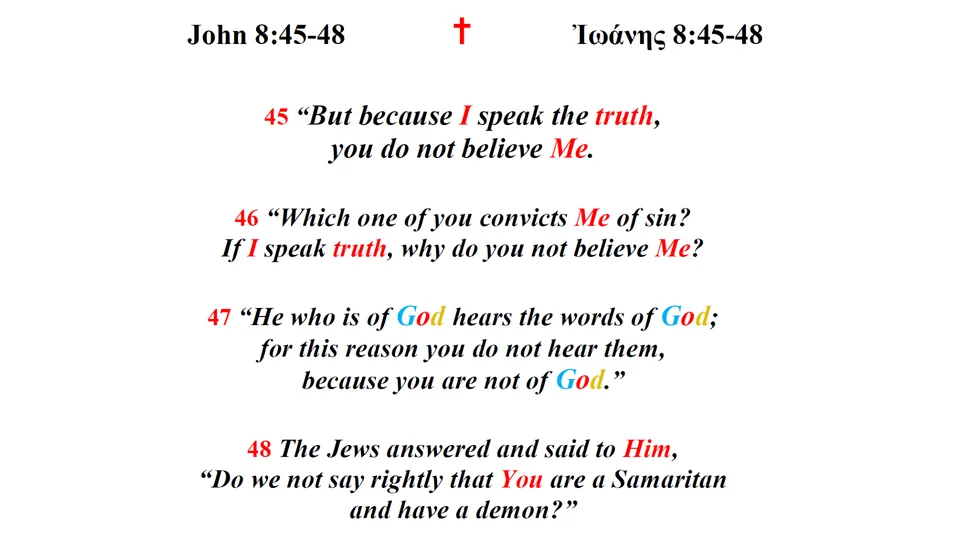 John 8:45-48 ✝ Ἰωάνης 8:45-48
45 “But because I speak the truth,
you do not believe Me.
46 “Which one of you convicts Me of sin?
If I speak truth, why do you not believe Me?
47 “He who is of God hears the words of God;
for this reason you do not hear them,
because you are not of God.”
48 The Jews answered and said to Him,
“Do we not say rightly that You are a Samaritan
and have a demon?”